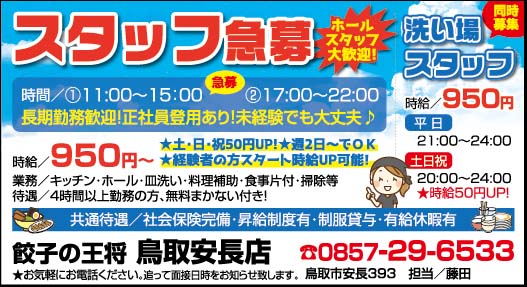 スタッフ急募
ホール
スタッフ
大歓迎!
急募
時間/①11:00〜15:00 ②17:00〜22:00
長期勤務歓迎!正社員登用あり!未経験でも大丈夫♪
時給/950円〜
★土・日・祝50円UP!★週2日〜でOK
★経験者の方スタート時給UP可能!
業務/キッチン・ホール・皿洗い・料理補助・食事片付・掃除等
待遇/4時間以上勤務の方、無料まかない付き!
同時
募集
洗い場
スタッフ
時給/950円
平日
21:00〜24:00
土日祝
20:00〜24:00
★時給50円UP!
共通待遇/社会保険完備・昇給制度有・制服貸与・有給休暇有
餃子の王将 鳥取安長店 ☎0857-29-6533
★お気軽にお電話ください。追って面接日時をお知らせ致します。 鳥取市安長393 担当/藤田